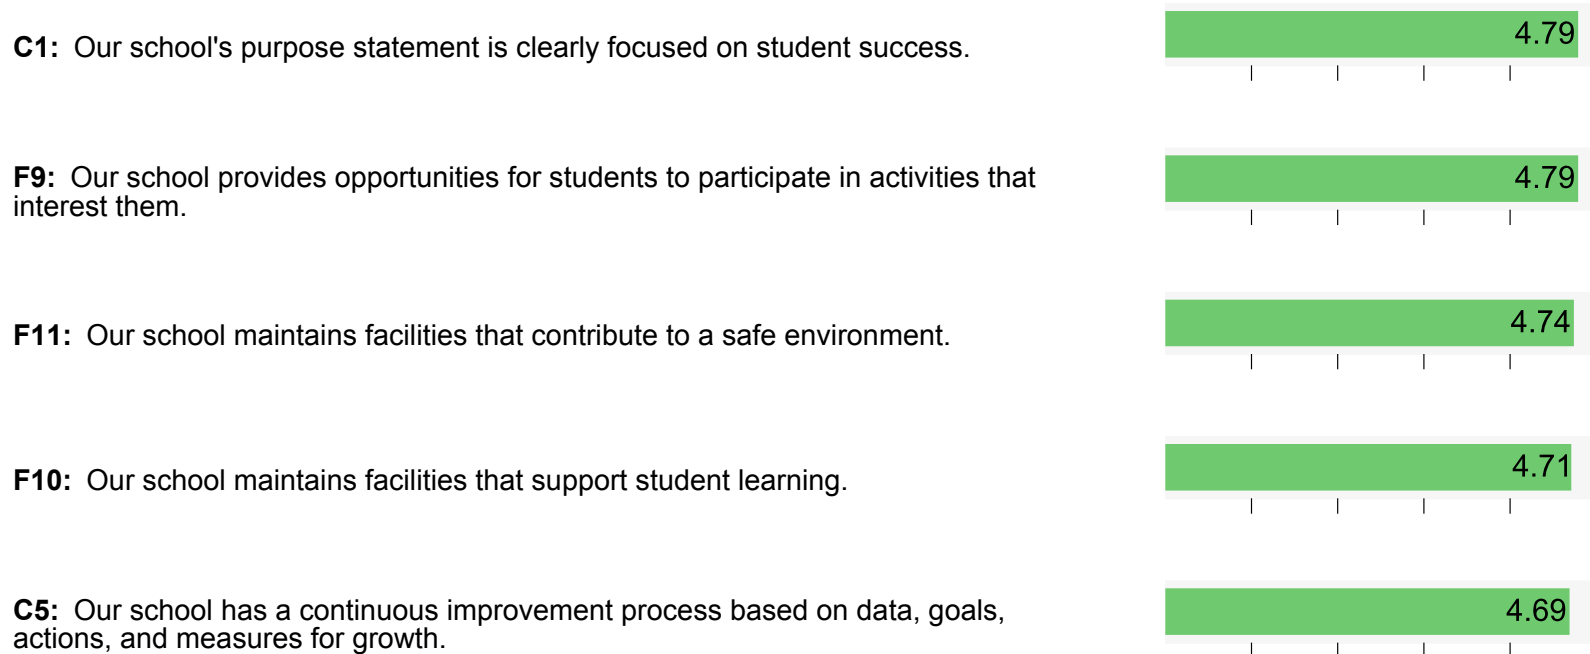 C1: Our school's purpose statement is clearly focused on student success.
4.79
F9: Our school provides opportunities for students to participate in activities that
interest them.
4.79
F11: Our school maintains facilities that contribute to a safe environment.
4.74
F10: Our school maintains facilities that support student learning.
4.71
C5: Our school has a continuous improvement process based on data, goals,
actions, and measures for growth.
4.69